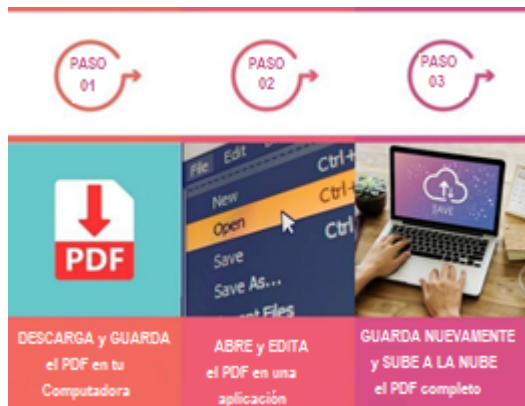 PASO
01
PASO
02
PASO
03
PDF
File Edit
New
Open
Save
Save As...
Files
Ctrl+
Ctrl+
Ctrl
SAVE
DESCARGA y GUARDA
el PDF en tu
Computadora
ABRE y EDITA
el PDF en una
aplicación
GUARDA NUEVAMENTE
y SUBE A LA NUBE
el PDF completo